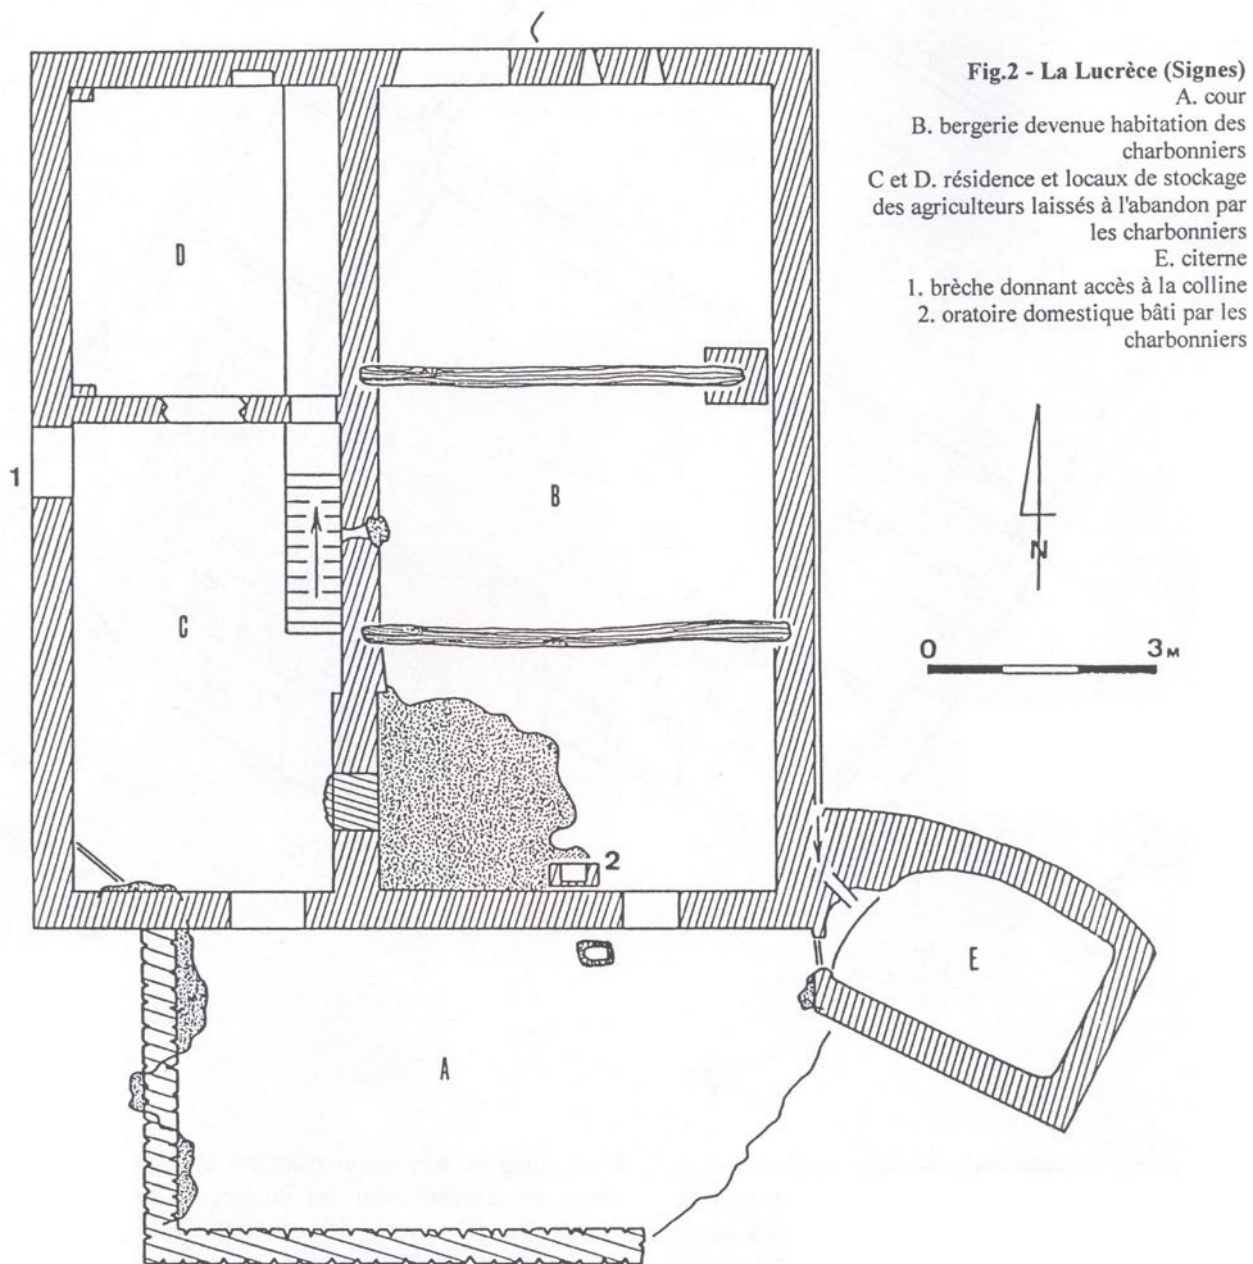 Fig.2 - La Lucrèce (Signes)
A. cour
B. bergerie devenue habitation des
charbonniers
C et D. résidence et locaux de stockage
des agriculteurs laissés à l'abandon par
les charbonniers
E. citerne
1. brèche donnant accès à la colline
2. oratoire domestique bâti par les
charbonniers
D
1
B
N
C
0 3 M
2
E
A